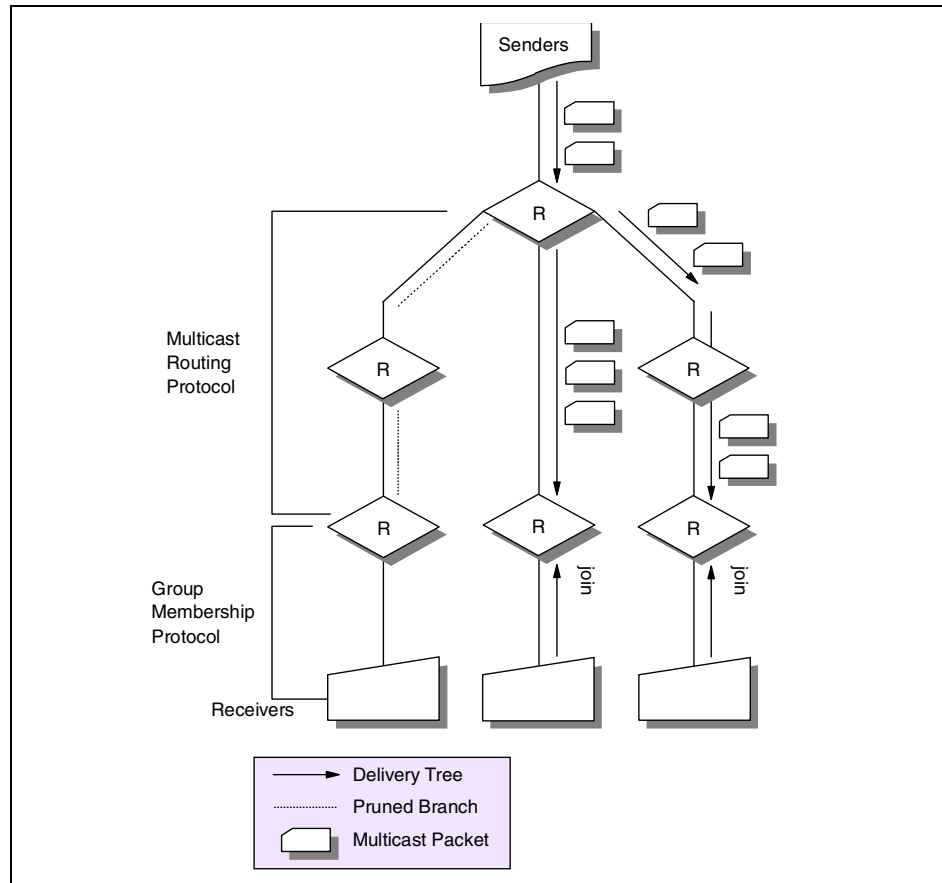 Senders
R
Multicast
Routing
Protocol
R
R
R
R
R
join
join
Group
Membership
Protocol
Receivers
Delivery Tree
Pruned Branch
Multicast Packet